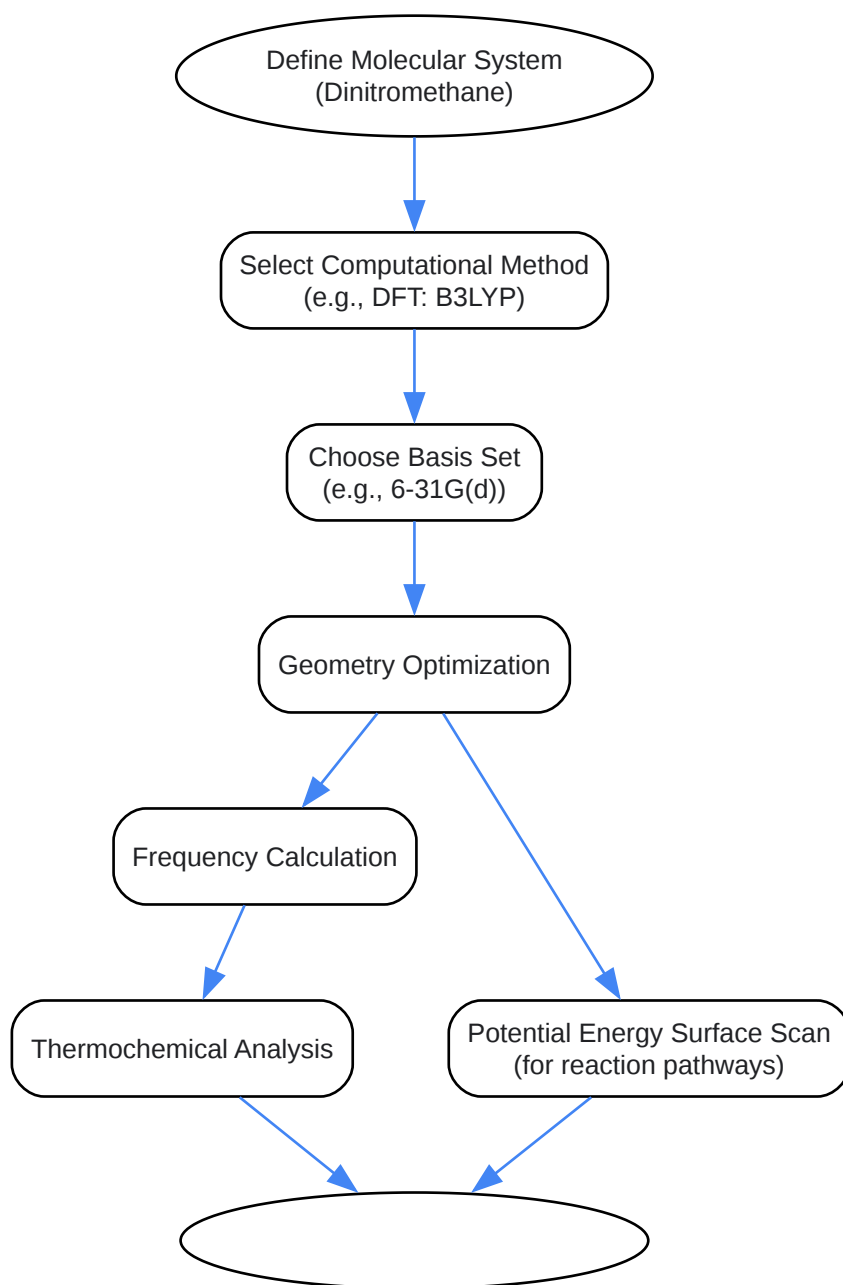 Define Molecular System
(Dinitromethane)
Select Computational Method
(e.g., DFT: B3LYP)
Choose Basis Set
(e.g., 6-31G(d))
Geometry Optimization
Frequency Calculation
Thermochemical Analysis
Potential Energy Surface Scan
(for reaction pathways)